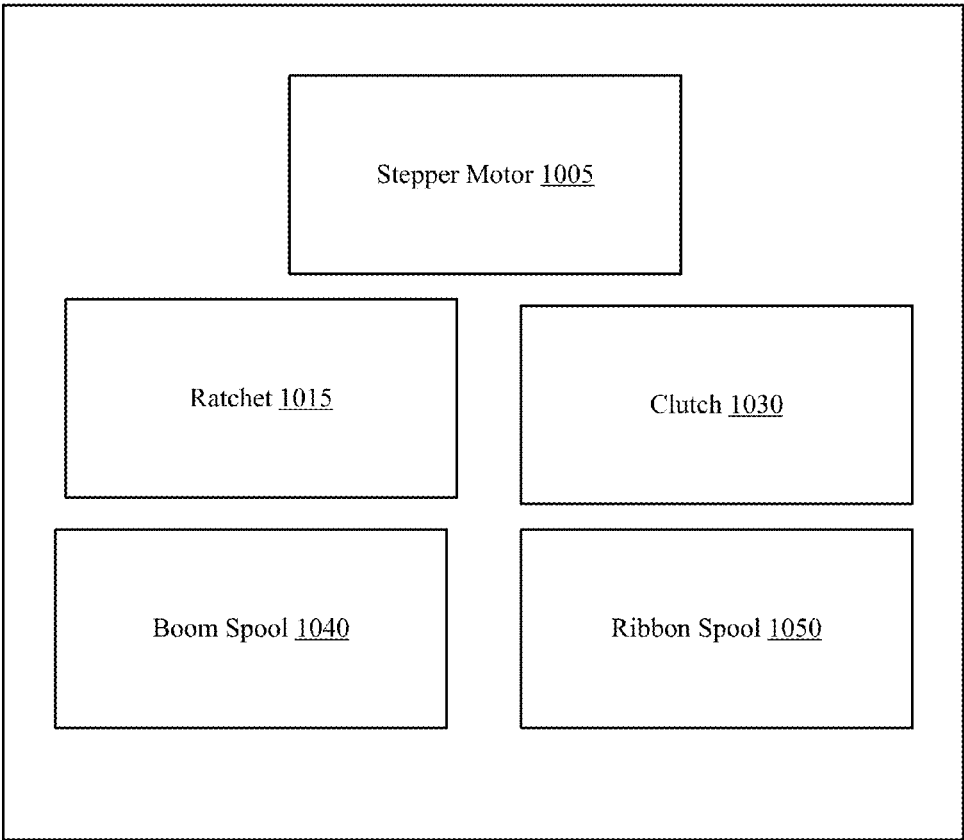 Stepper Motor 1005
Ratchet 1015
Clutch 1030
Boom Spool 1040
Ribbon Spool 1050